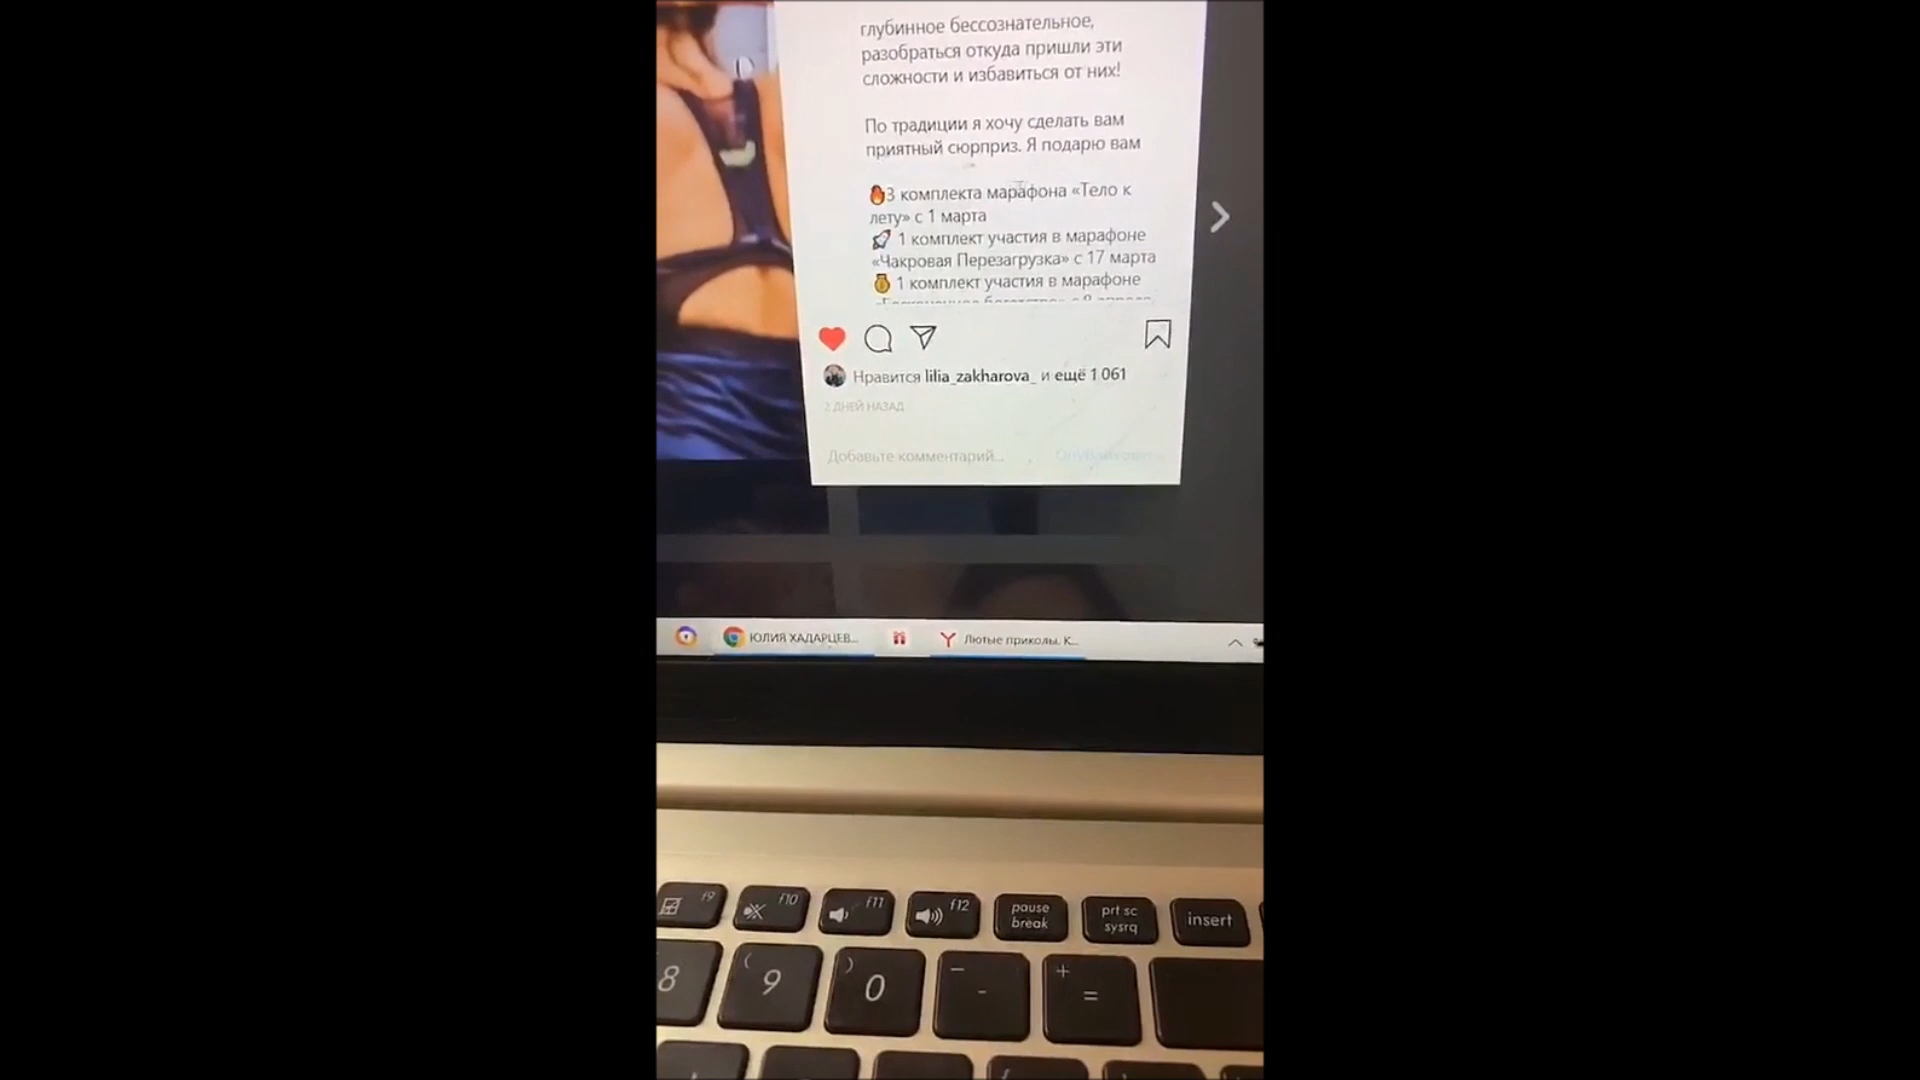 глубинное бессознательное,
разобраться откуда пришли эти
сложности и избавиться от них!
По традиции я хочу сделать вам
приятный сюрприз. Я подарю вам
🔥3 комплекта марафона «Тело к
лету» с 1 марта
🚀 1 комплект участия в марафоне
«Чакровая Перезагрузка» с 17 марта
💰 1 комплект участия в марафоне
Нравится lilia_zakharova_ и ещё 1 061
2 ДНЕЙ НАЗАД
Добавьте комментарий...
Опубликовать
ЮЛИЯ ХАДАРЦЕВ...
Лютые приколы. К...
f9 f10 f11 f12 pause break prt sc sysrq insert
8 ( 9 ) 0 — - + =
{